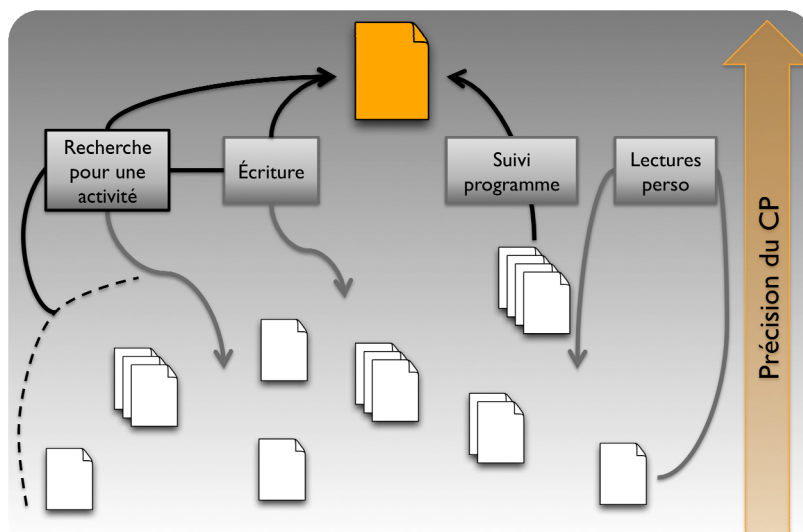 Recherche
pour une
activité
Écriture
Suivi
programme
Lectures
perso
Précision du CP